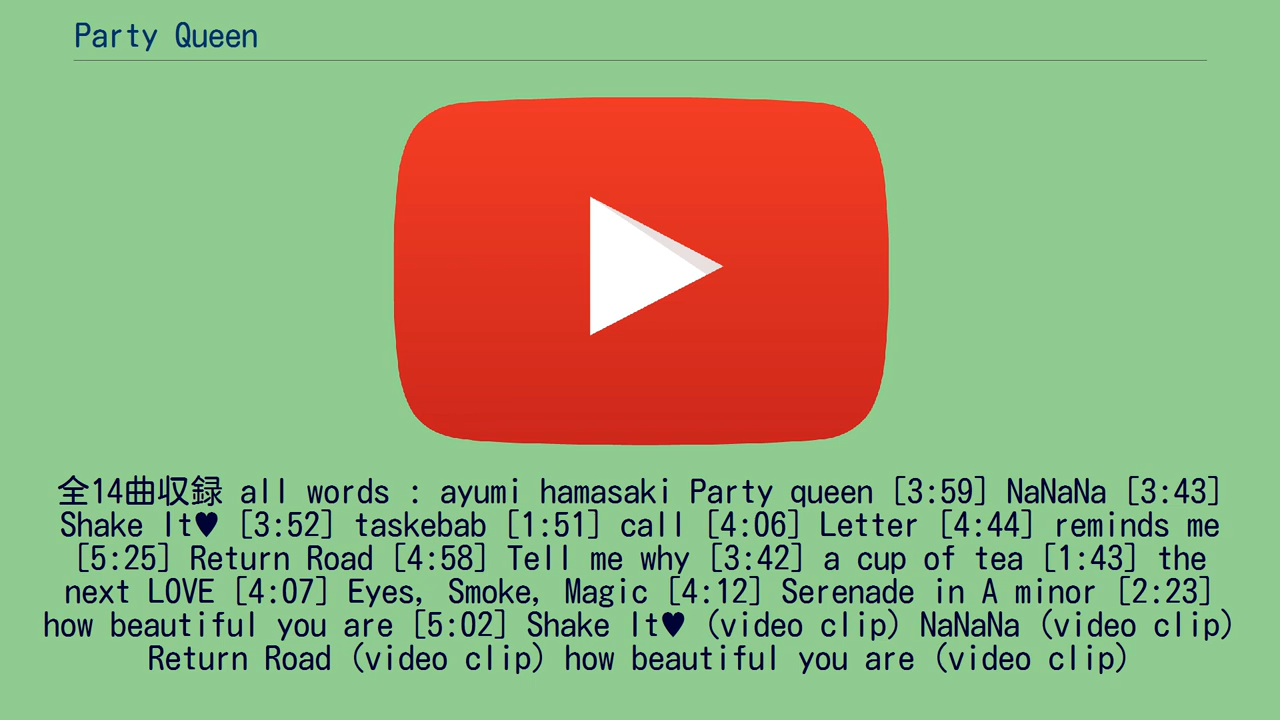 Party Queen
全14曲収録 all words : ayumi hamasaki Party queen [3:59] NaNaNa [3:43]
Shake It♥ [3:52] taskebab [1:51] call [4:06] Letter [4:44] reminds me
[5:25] Return Road [4:58] Tell me why [3:42] a cup of tea [1:43] the
next LOVE [4:07] Eyes, Smoke, Magic [4:12] Serenade in A minor [2:23]
how beautiful you are [5:02] Shake It♥ (video clip) NaNaNa (video clip)
Return Road (video clip) how beautiful you are (video clip)